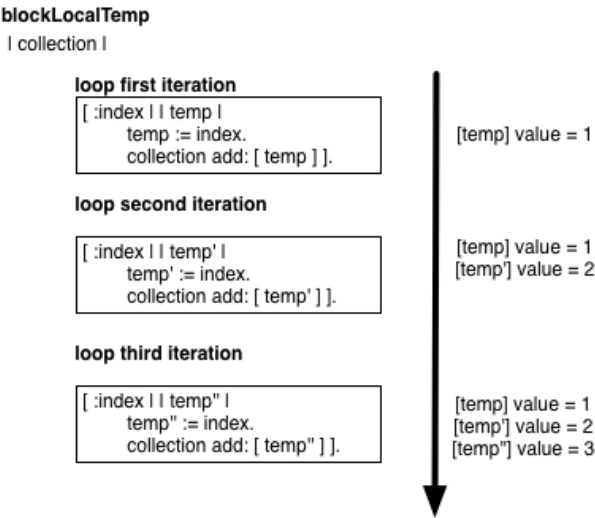 blockLocalTemp
| collection |
loop first iteration
[ :index | | temp |
temp := index.
collection add: [ temp ] ].
[temp] value = 1
loop second iteration
[ :index | | temp' |
temp' := index.
collection add: [ temp' ] ].
[temp] value = 1
[temp'] value = 2
loop third iteration
[ :index | | temp" |
temp" := index.
collection add: [ temp" ] ].
[temp] value = 1
[temp'] value = 2
[temp"] value = 3